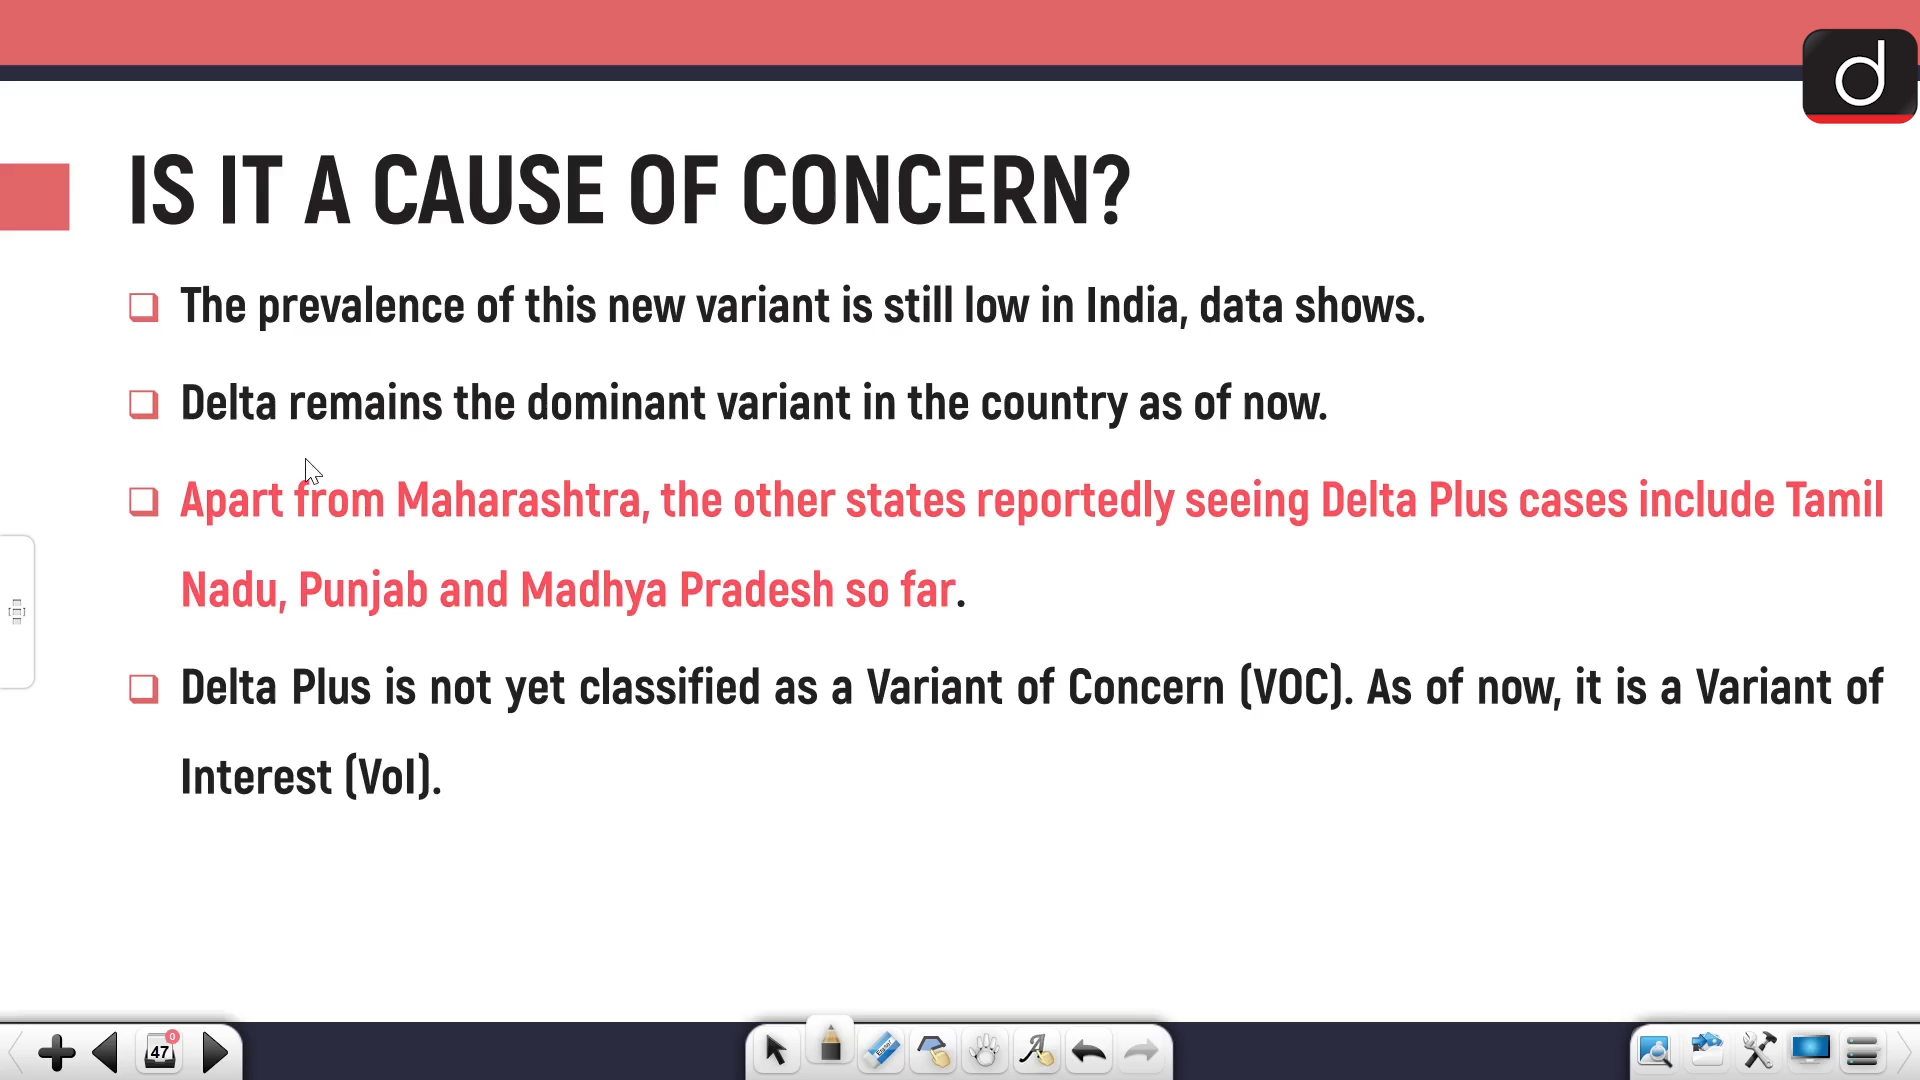 d
IS IT A CAUSE OF CONCERN?
The prevalence of this new variant is still low in India, data shows.
Delta remains the dominant variant in the country as of now.
Apart from Maharashtra, the other states reportedly seeing Delta Plus cases include Tamil
Nadu, Punjab and Madhya Pradesh so far.
Delta Plus is not yet classified as a Variant of Concern (VOC). As of now, it is a Variant of
Interest (VoI).
0
47
Eraser
A